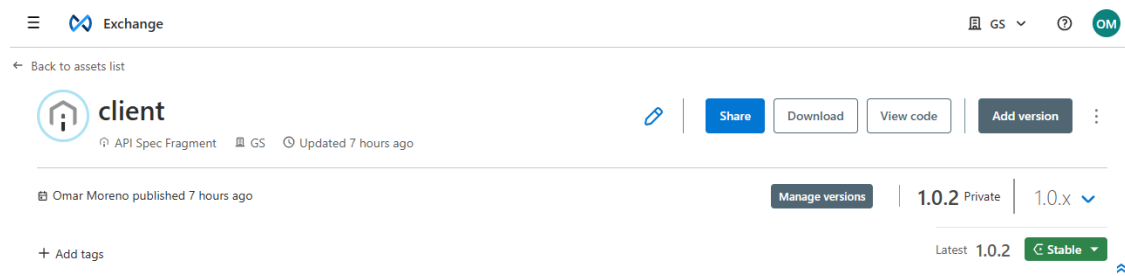 Exchange
GS
OM
Back to assets list
client
API Spec Fragment GS Updated 7 hours ago
Share
Download
View code
Add version
Omar Moreno published 7 hours ago
Manage versions
1.0.2 Private
1.0.x
Add tags
Latest 1.0.2
Stable